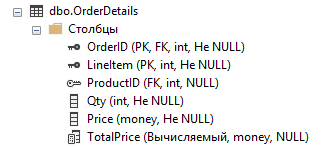 dbo.OrderDetails
Столбцы
OrderID (PK, FK, int, Не NULL)
LineItem (PK, int, Не NULL)
ProductID (FK, int, NULL)
Qty (int, Не NULL)
Price (money, Не NULL)
TotalPrice (Вычисляемый, money, NULL)